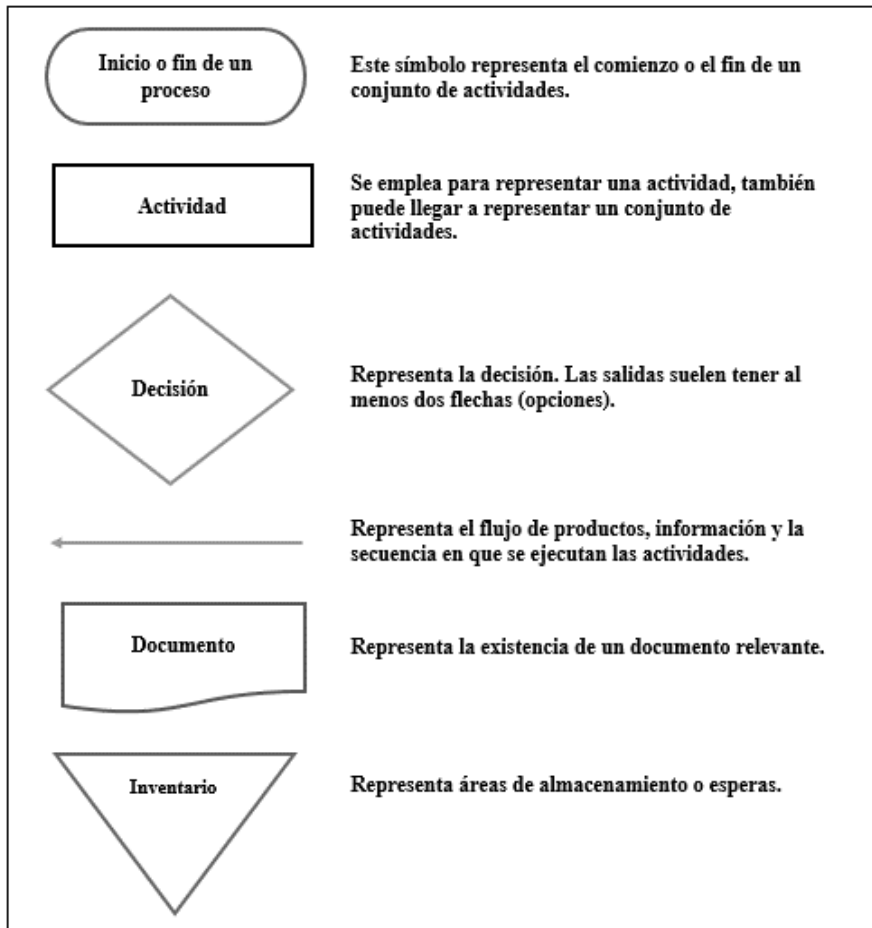 Inicio o fin de un
proceso
Este símbolo representa el comienzo o el fin de un
conjunto de actividades.
Actividad
Se emplea para representar una actividad, también
puede llegar a representar un conjunto de
actividades.
Decisión
Representa la decisión. Las salidas suelen tener al
menos dos flechas (opciones).
Representa el flujo de productos, información y la
secuencia en que se ejecutan las actividades.
Documento
Representa la existencia de un documento relevante.
Inventario
Representa áreas de almacenamiento o esperas.